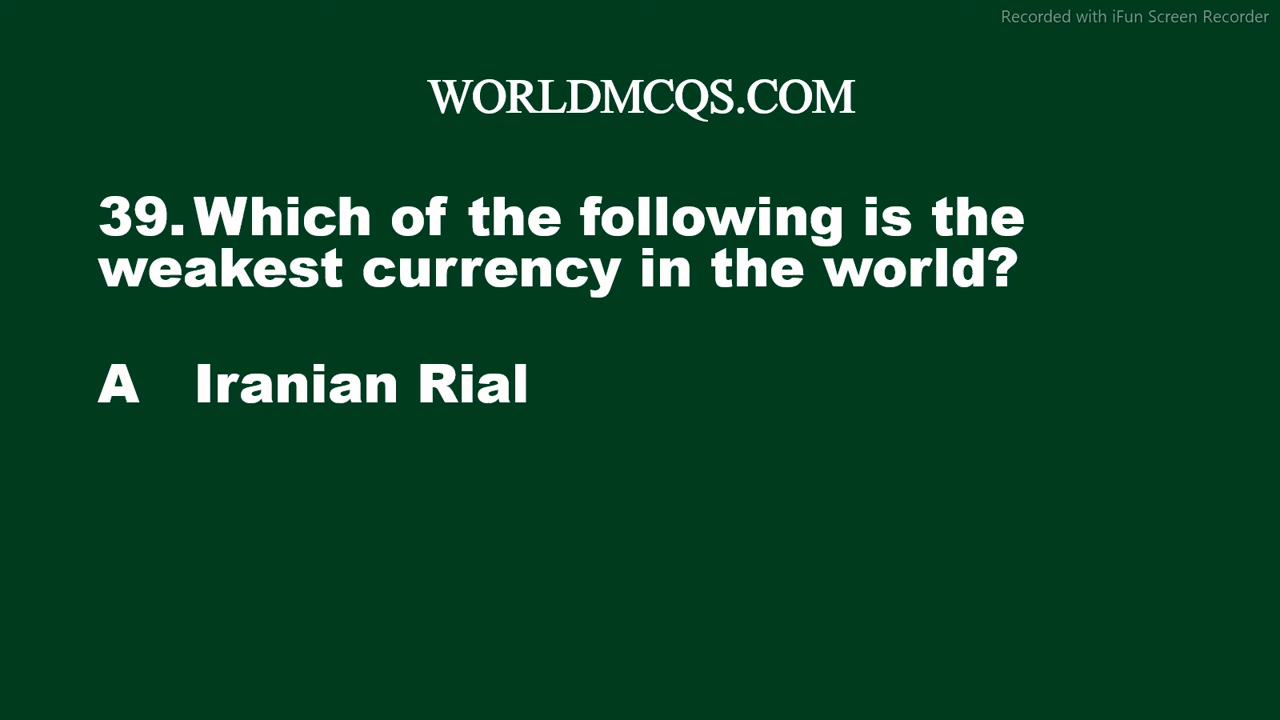 Recorded with iFun Screen Recorder
WORLDMCQS.COM
39. Which of the following is the
weakest currency in the world?
A Iranian Rial